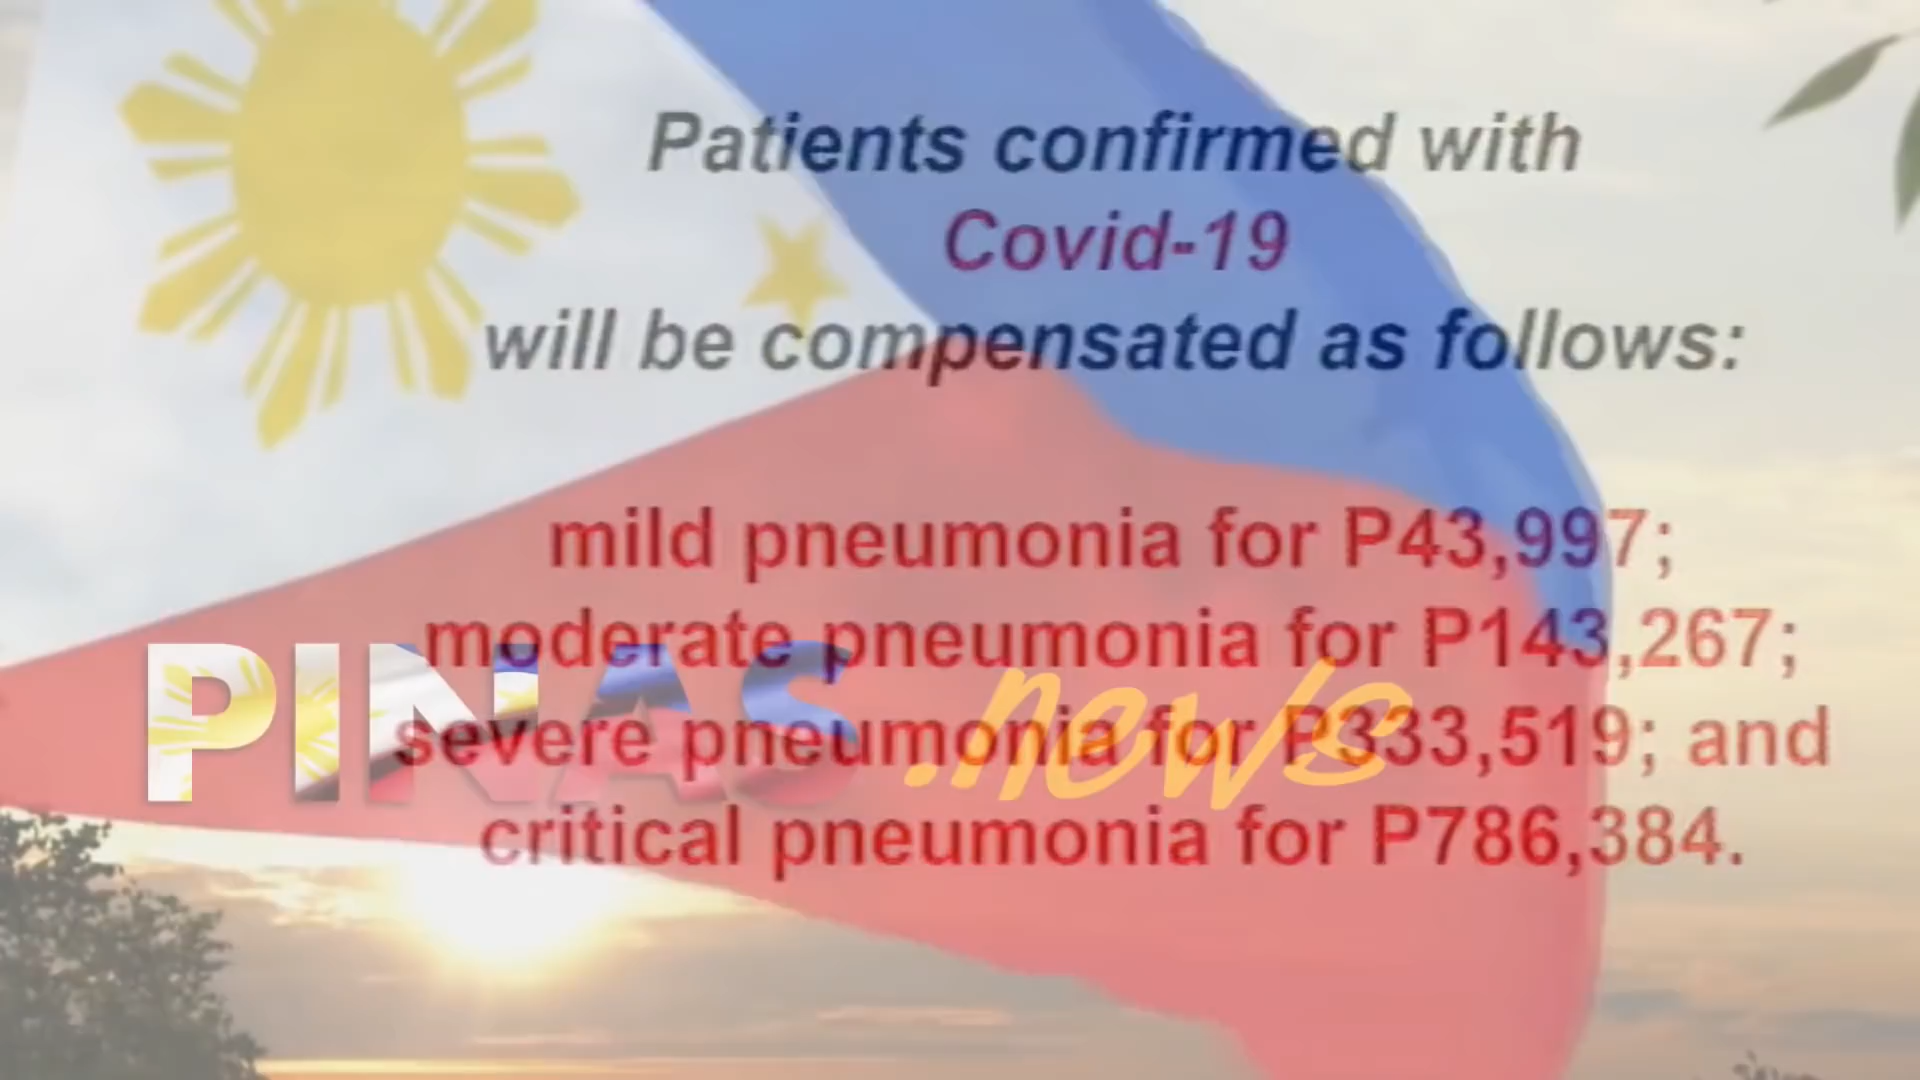 Patients confirmed with
Covid-19
will be compensated as follows:
mild pneumonia for P43,997;
moderate pneumonia for P143,267;
severe pneumonia for P333,519; and
critical pneumonia for P786,384.
PINAS .news